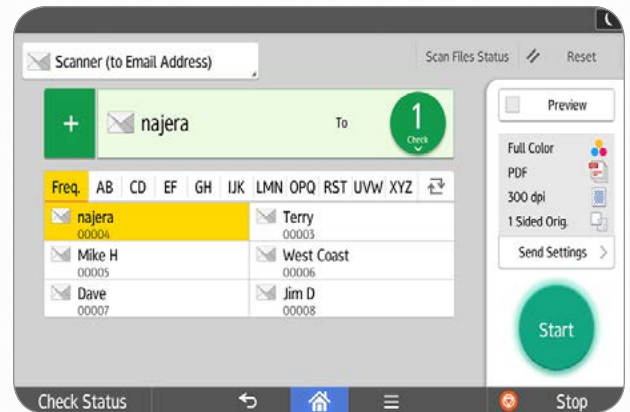 Scanner (to Email Address)
Scan Files Status
Reset
+ najera To 1
Check
Preview
Full Color
PDF
300 dpi
1 Sided Orig.
Send Settings >
Freq. AB CD EF GH IJK LMN OPQ RST UVW XYZ
najera
00004
Terry
00003
Mike H
00005
West Coast
00006
Dave
00007
Jim D
00008
Start
Check Status
Stop